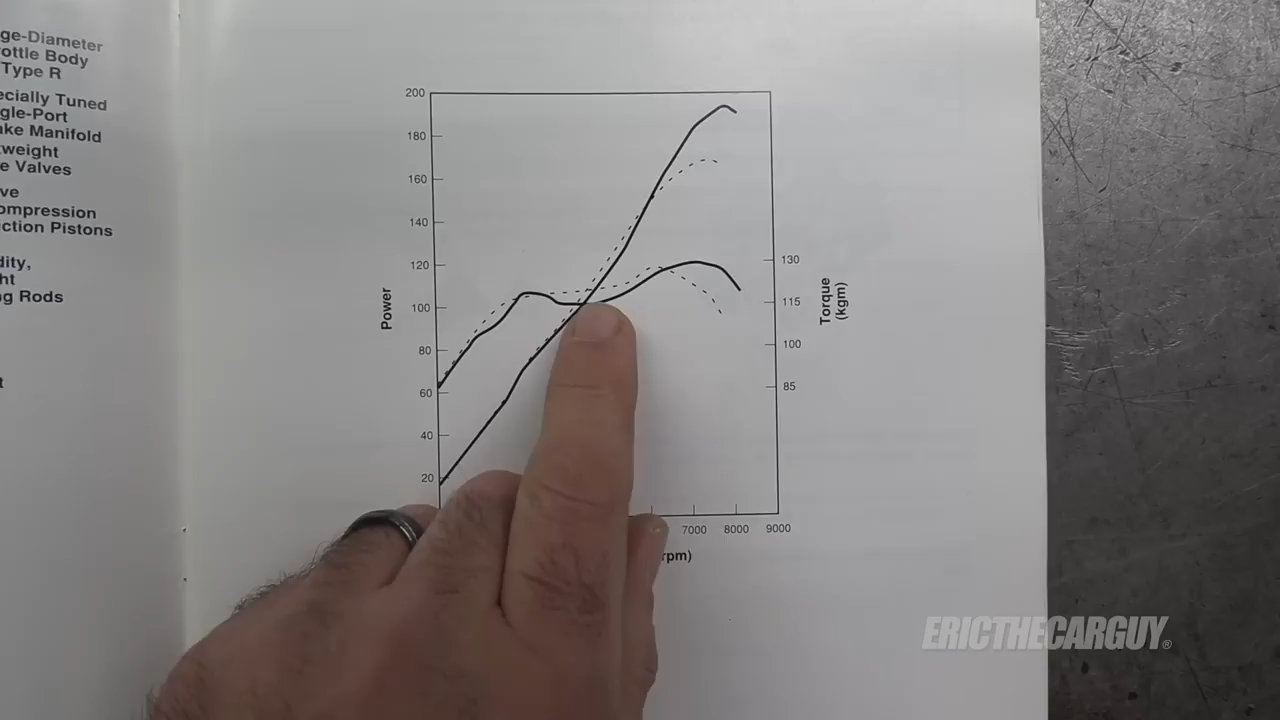 ge-Diameter
ottle Body
Type R
ecially Tuned
gle-Port
ke Manifold
tweight
e Valves
ve
ompression
ction Pistons
dity,
ht
g Rods
t
200
180
160
140
120
100
80
60
40
20
Power
130
115
100
85
Torque
(kgm)
7000 8000 9000
rpm)
ERICTHECARGUY®